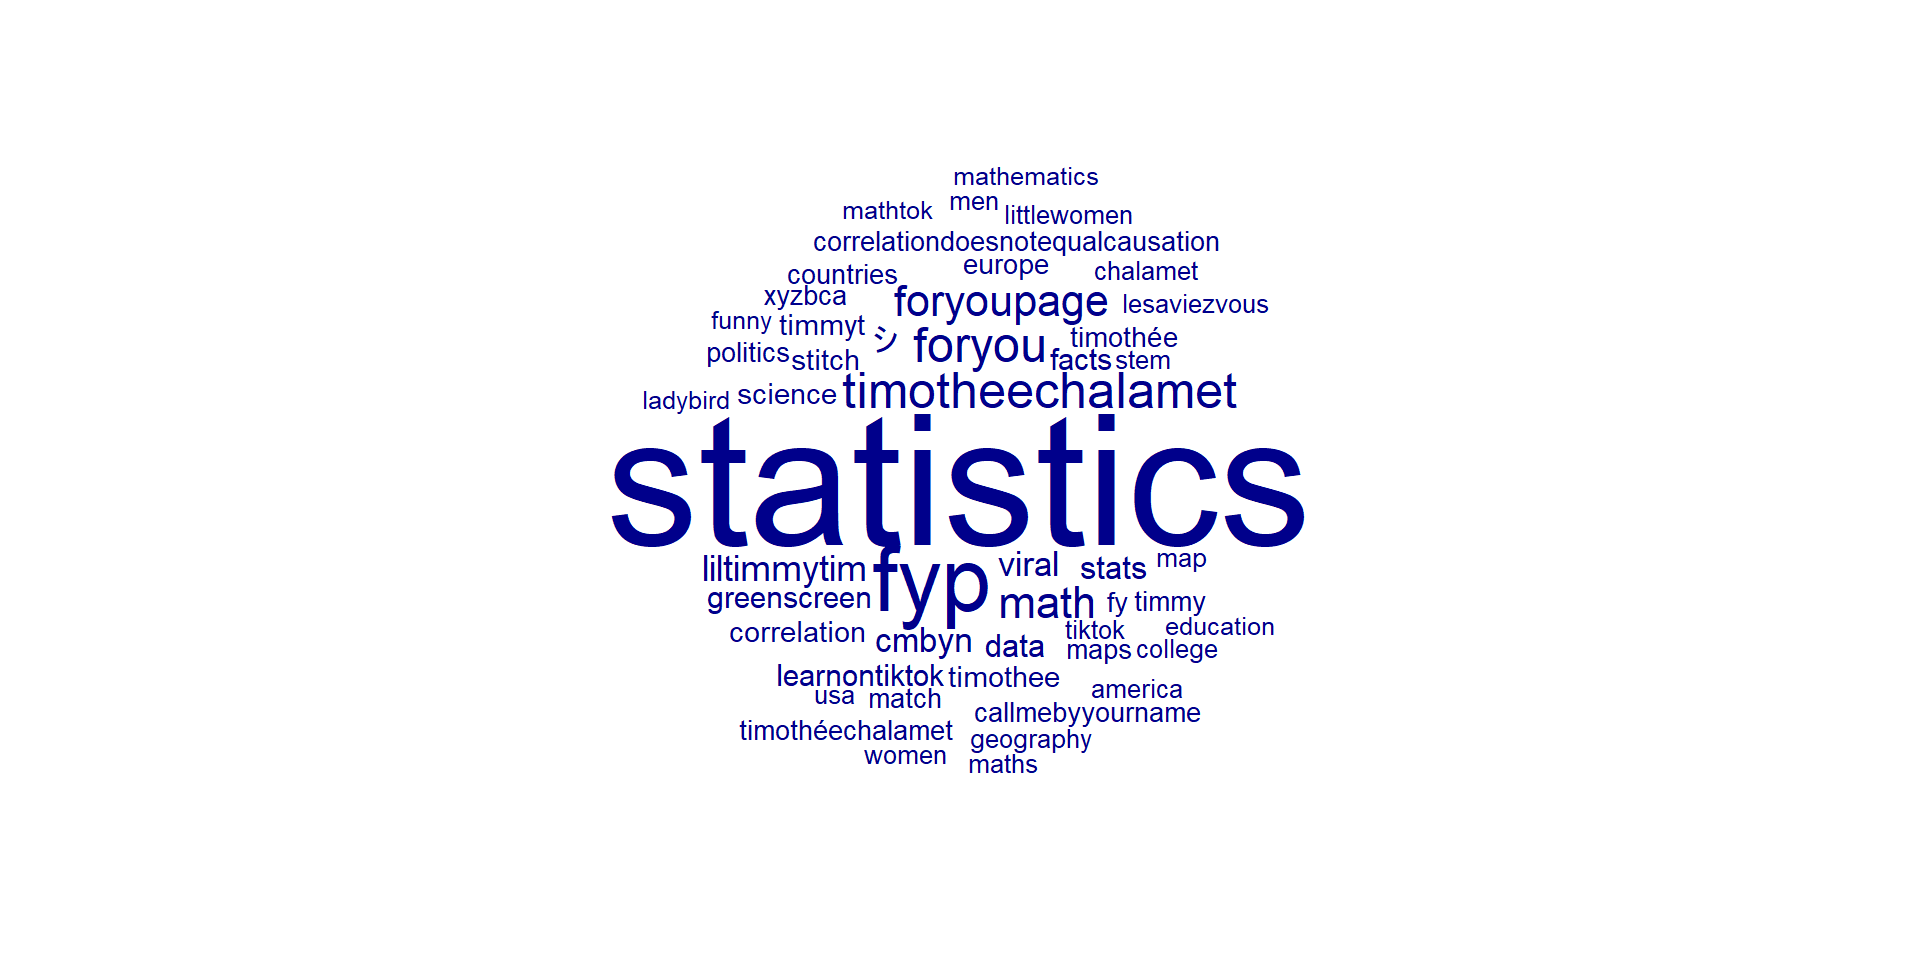 mathematics
men
mathtok
littlewomen
correlationdoesnotequalcausation
europe
chalamet
countries
xyzbca
foryoupage
lesaviezvous
funny
timmyt
シ
foryou
timothée
politics
stitch
facts
stem
ladybird
science
timotheechalamet
statistics
liltimmytim
fyp
viral
stats
map
greenscreen
math
fy
timmy
correlation
cmbyn
data
tiktok
education
maps
college
learnontiktok
timothee
usa
match
america
callmebyyourname
timothéechalamet
geography
women
maths